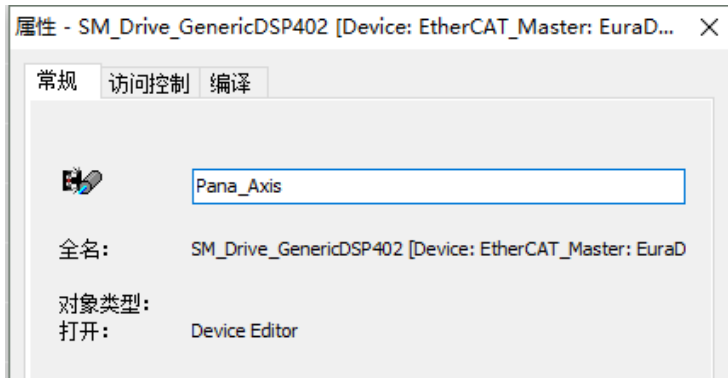 属性 - SM_Drive_GenericDSP402 [Device: EtherCAT_Master: EuraD...
常规 访问控制 编译
Pana_Axis
全名: SM_Drive_GenericDSP402 [Device: EtherCAT_Master: EuraD
对象类型:
打开: Device Editor